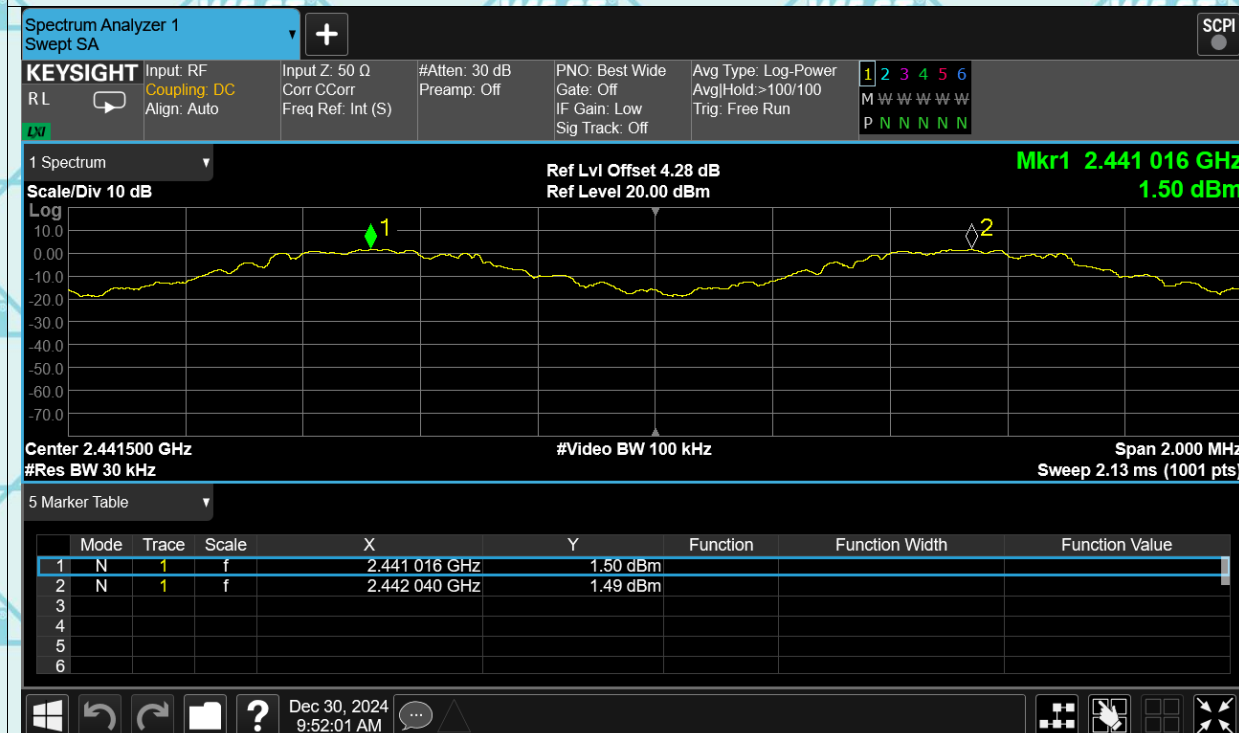 Spectrum Analyzer 1
Swept SA
+
SCPI
KEYSIGHT
RL
LXI
Input: RF
Coupling: DC
Align: Auto
Input Z: 50 Ω
Corr CCorr
Freq Ref: Int (S)
#Atten: 30 dB
Preamp: Off
PNO: Best Wide
Gate: Off
IF Gain: Low
Sig Track: Off
Avg Type: Log-Power
Avg|Hold:>100/100
Trig: Free Run
1 2 3 4 5 6
M W W W W W
P N N N N N
1 Spectrum
Scale/Div 10 dB
Ref Lvl Offset 4.28 dB
Ref Level 20.00 dBm
Mkr1 2.441 016 GHz
1.50 dBm
Log
10.0
0.00
-10.0
-20.0
-30.0
-40.0
-50.0
-60.0
-70.0
1
2
Center 2.441500 GHz
#Video BW 100 kHz
Span 2.000 MHz
#Res BW 30 kHz
Sweep 2.13 ms (1001 pts)
5 Marker Table
Mode Trace Scale X Y Function Function Width Function Value
1 N 1 f 2.441 016 GHz 1.50 dBm
2 N 1 f 2.442 040 GHz 1.49 dBm
3
4
5
6
?
Dec 30, 2024
9:52:01 AM